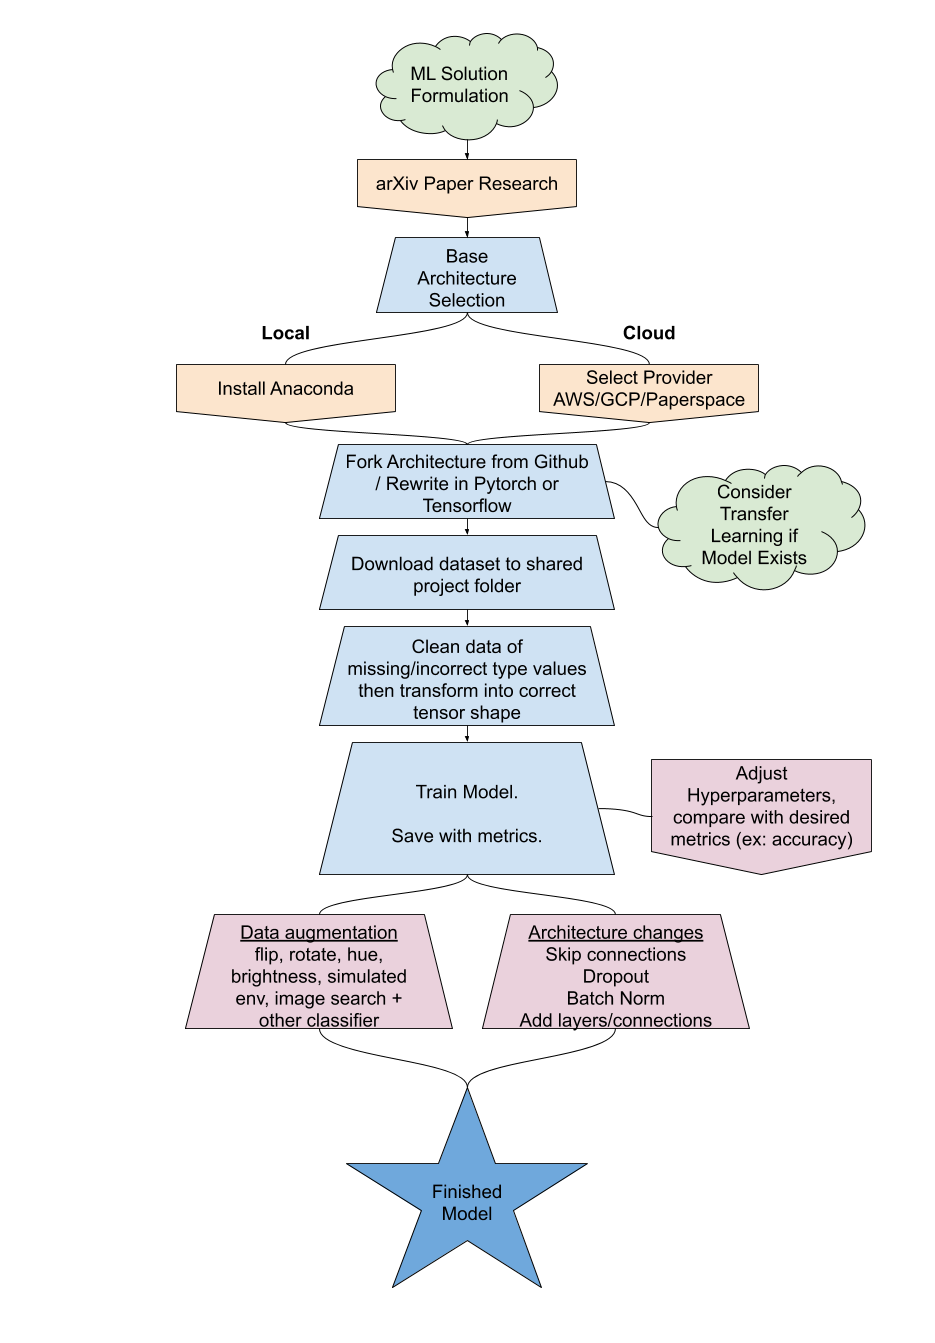 ML Solution
Formulation
arXiv Paper Research
Base
Architecture
Selection
Local
Cloud
Install Anaconda
Select Provider
AWS/GCP/Paperspace
Fork Architecture from Github
/ Rewrite in Pytorch or
Tensorflow
Consider
Transfer
Learning if
Model Exists
Download dataset to shared
project folder
Clean data of
missing/incorrect type values
then transform into correct
tensor shape
Train Model.
Save with metrics.
Adjust
Hyperparameters,
compare with desired
metrics (ex: accuracy)
Data augmentation
flip, rotate, hue,
brightness, simulated
env, image search +
other classifier
Architecture changes
Skip connections
Dropout
Batch Norm
Add layers/connections
Finished
Model